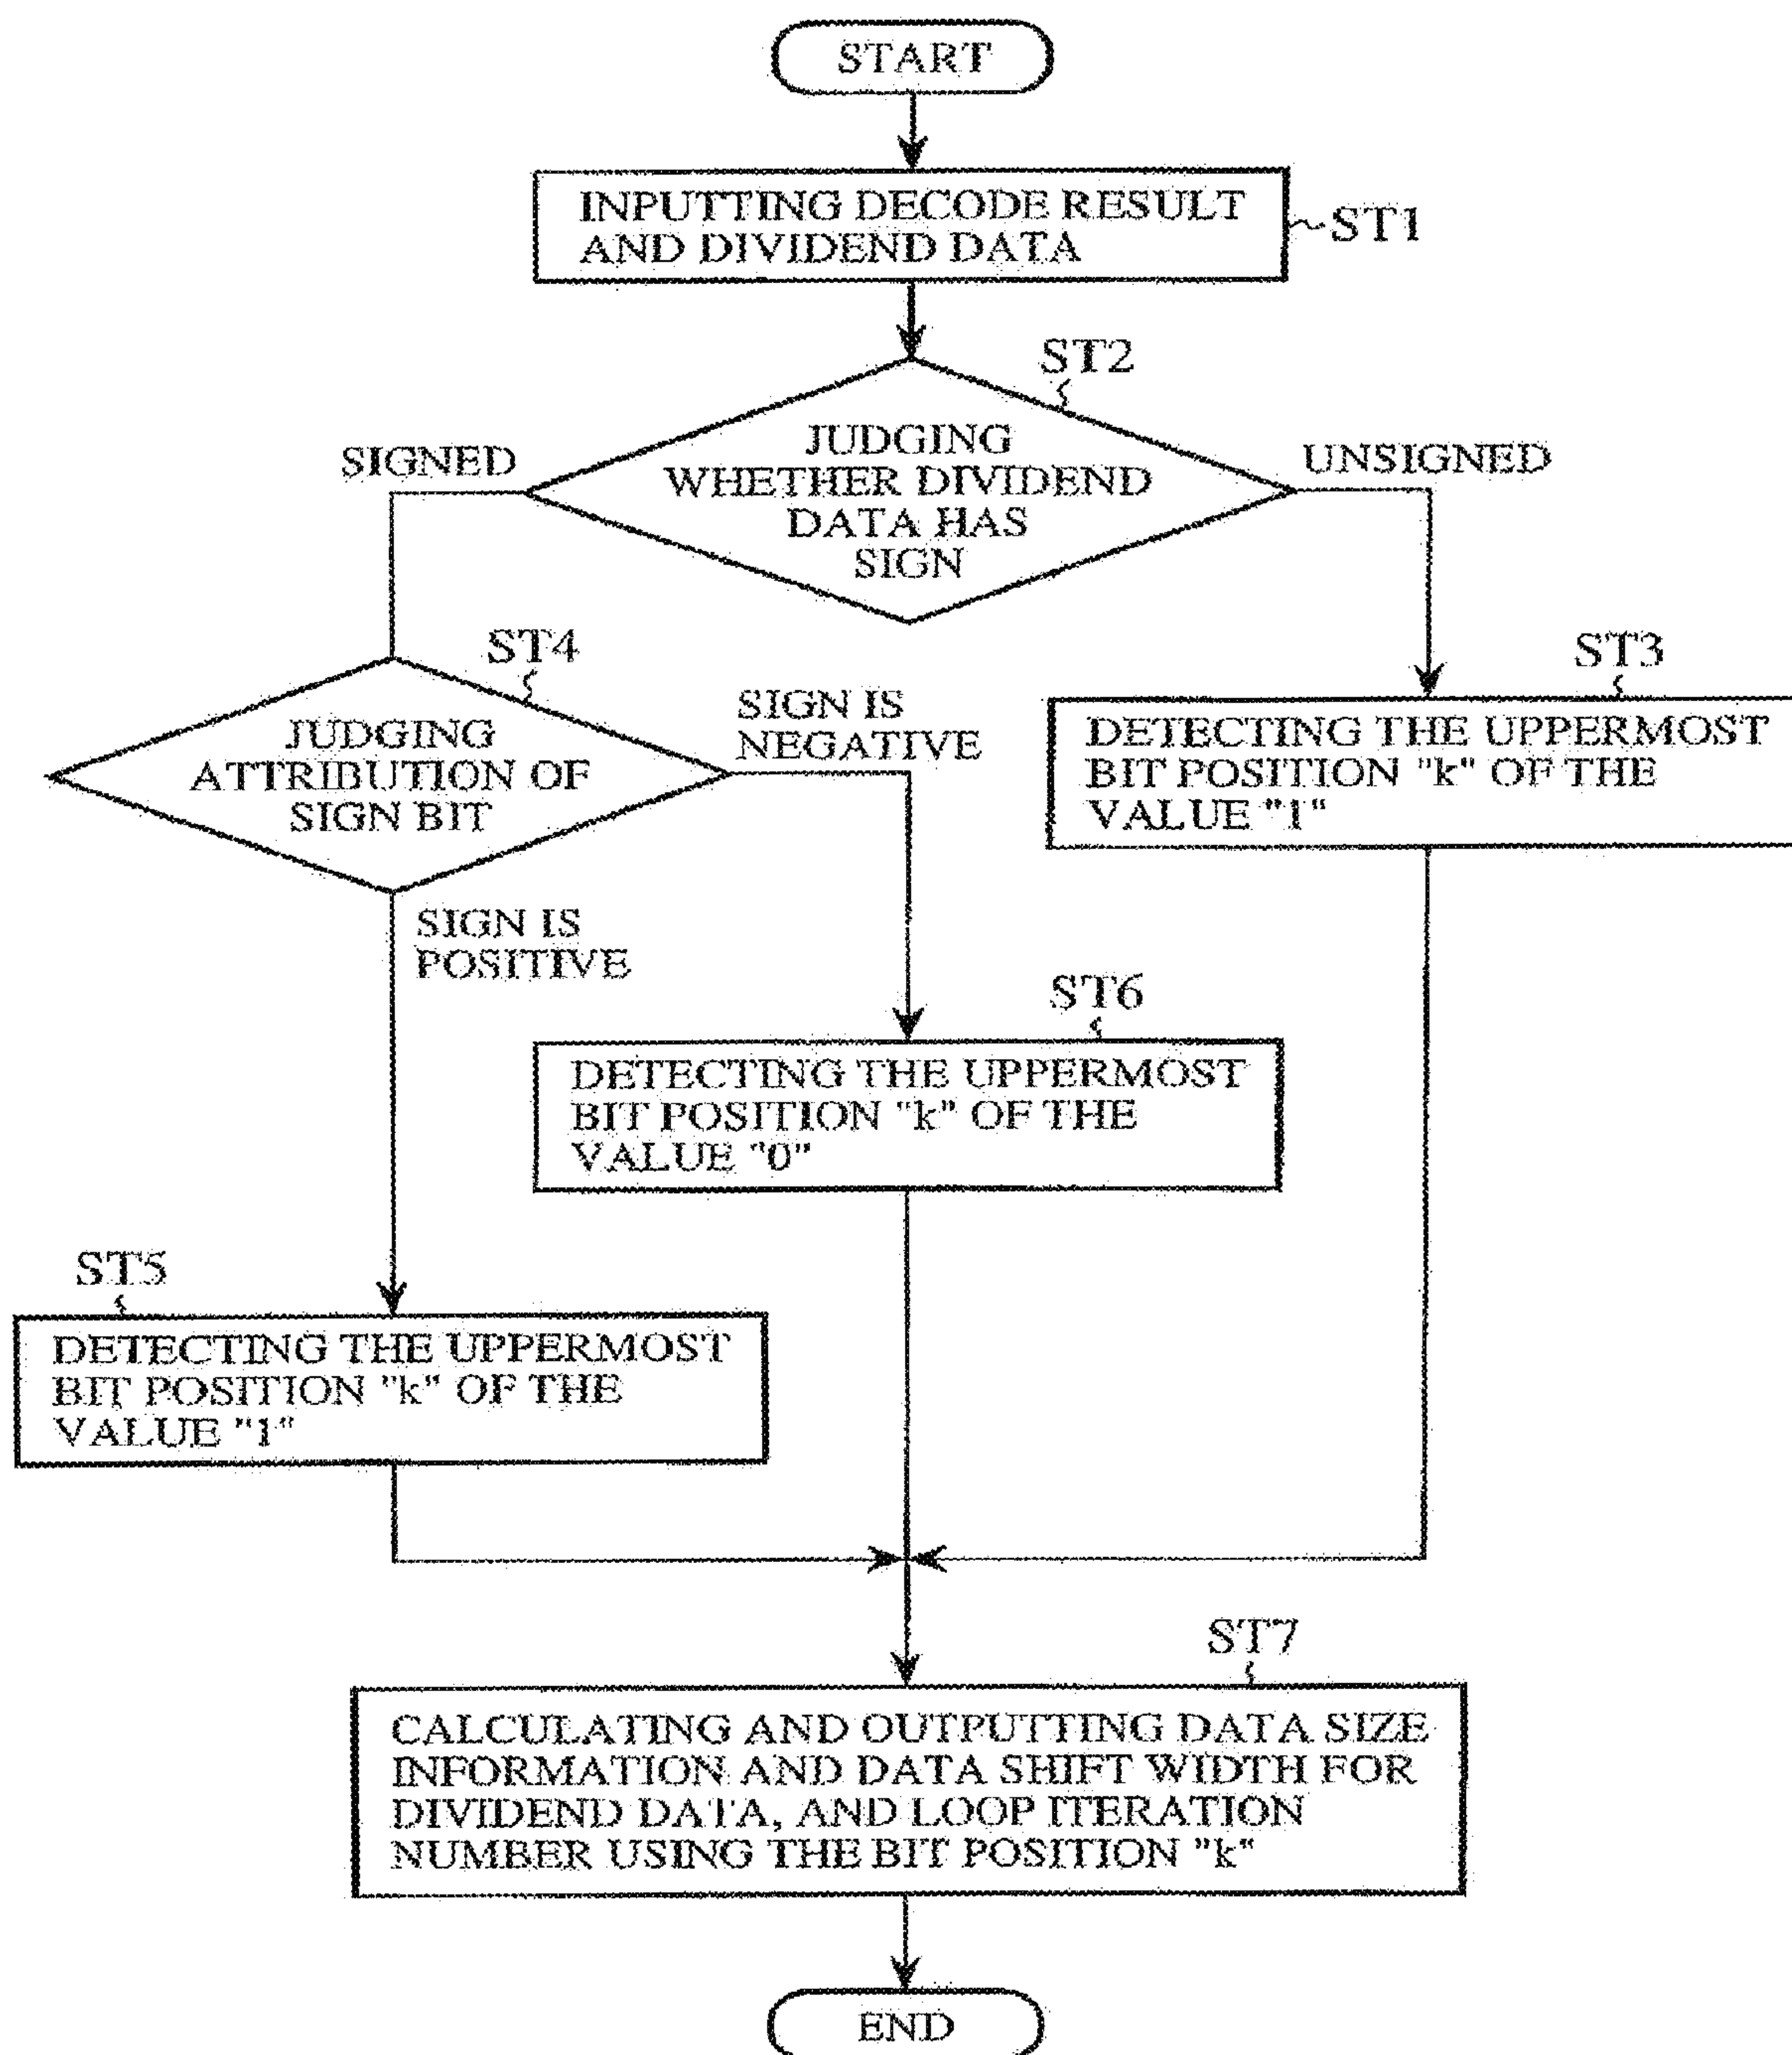 START
INPUTTING DECODE RESULT
AND DIVIDEND DATA
ST1
ST2
JUDGING
WHETHER DIVIDEND
DATA HAS
SIGN
SIGNED
UNSIGNED
ST4
JUDGING
ATTRIBUTION OF
SIGN BIT
SIGN IS
NEGATIVE
ST3
DETECTING THE UPPERMOST
BIT POSITION "k" OF THE
VALUE "1"
SIGN IS
POSITIVE
ST6
DETECTING THE UPPERMOST
BIT POSITION "k" OF THE
VALUE "0"
ST5
DETECTING THE UPPERMOST
BIT POSITION "k" OF THE
VALUE "1"
ST7
CALCULATING AND OUTPUTTING DATA SIZE
INFORMATION AND DATA SHIFT WIDTH FOR
DIVIDEND DATA, AND LOOP ITERATION
NUMBER USING THE BIT POSITION "k"
END